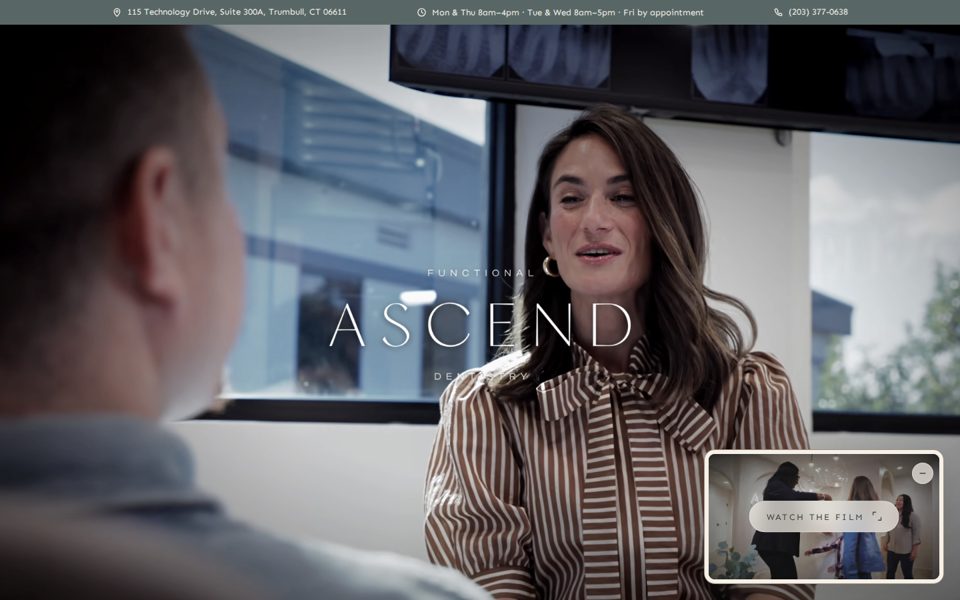 115 Technology Drive, Suite 300A, Trumbull, CT 06611
Mon & Thu 8am–4pm · Tue & Wed 8am–5pm · Fri by appointment
(203) 377-0638
FUNCTIONAL
ASCEND
DENTISTRY
WATCH THE FILM